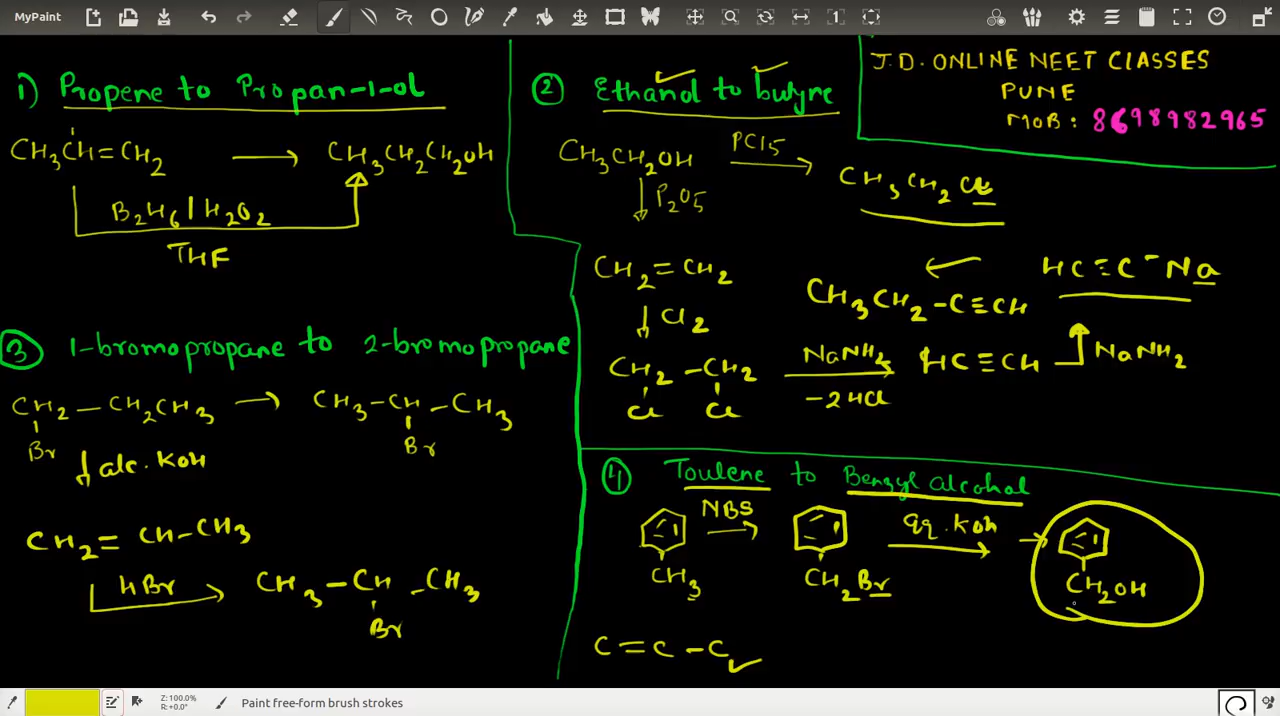 MyPaint
J.D. ONLINE NEET CLASSES
PUNE
MOB: 8698982965
1) Propene to Propan-1-ol
CH3CH=CH2 → CH3CH2CH2OH
B2H6 | H2O2
THF
② Ethanol to butyne
CH3CH2OH PCl5 → CH3CH2Cl
↓ P2O5
CH2=CH2
↓ Cl2
CH2-CH2
Cl Cl
NaNH2
-2HCl
HC≡CH
NaNH2
HC≡C⁻Na
CH3CH2-C≡CH
③ 1-bromopropane to 2-bromopropane
CH2-CH2CH3 → CH3-CH-CH3
Br Br
↓ alc. KOH
CH2=CH-CH3
HBr → CH3-CH-CH3
Br
④ Toulene to Benzyl alcohol
NBS → aq. KOH →
CH3 CH2Br CH2OH
C=C-C
Z: 100.0%
R: +0.0°
Paint free-form brush strokes